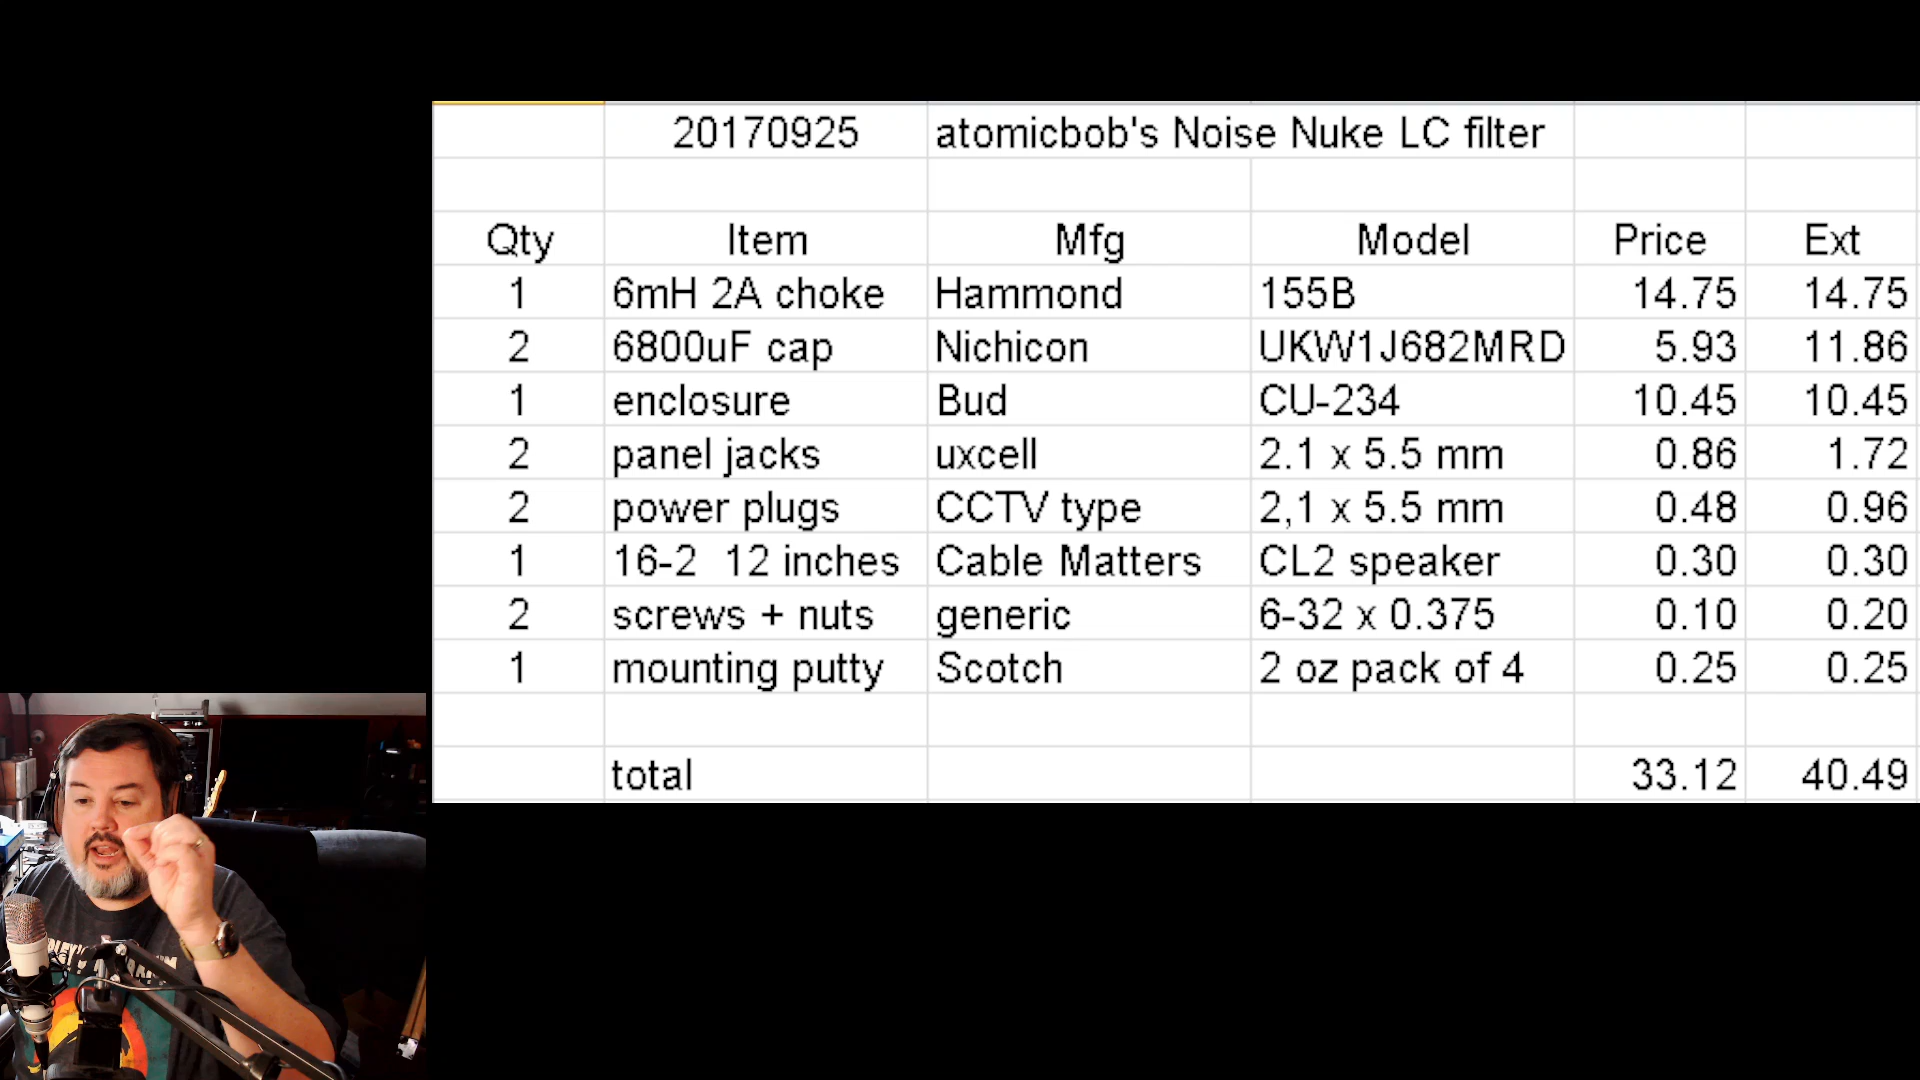 20170925 atomicbob's Noise Nuke LC filter
Qty Item Mfg Model Price Ext
1 6mH 2A choke Hammond 155B 14.75 14.75
2 6800uF cap Nichicon UKW1J682MRD 5.93 11.86
1 enclosure Bud CU-234 10.45 10.45
2 panel jacks uxcell 2.1 x 5.5 mm 0.86 1.72
2 power plugs CCTV type 2,1 x 5.5 mm 0.48 0.96
1 16-2 12 inches Cable Matters CL2 speaker 0.30 0.30
2 screws + nuts generic 6-32 x 0.375 0.10 0.20
1 mounting putty Scotch 2 oz pack of 4 0.25 0.25
total 33.12 40.49